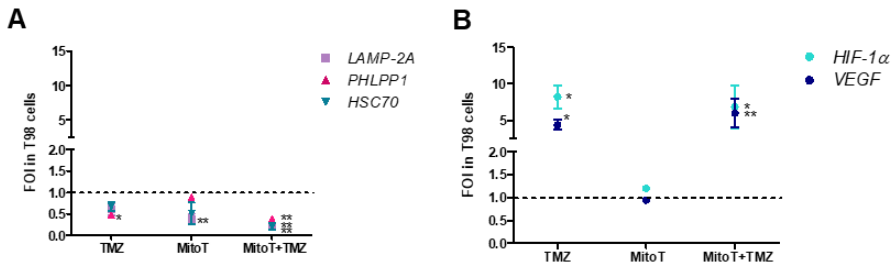 A
FOI in T98 cells
15
10
5
2.0
1.5
1.0
0.5
0.0
TMZ
MitoT
MitoT+TMZ
*
**
**
**
**
LAMP-2A
PHLPP1
HSC70
B
FOI in T98 cells
15
10
5
2.0
1.5
1.0
0.5
0.0
TMZ
MitoT
MitoT+TMZ
*
*
*
**
HIF-1α
VEGF